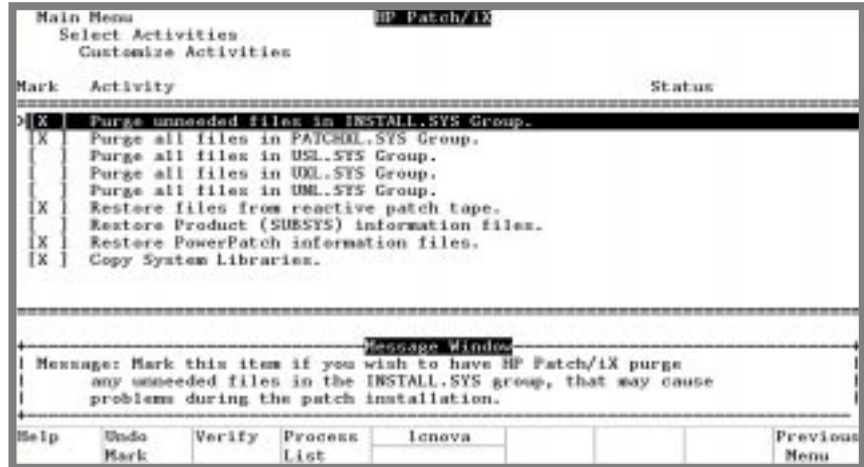 Main Menu HP Patch/iX
Select Activities
Customize Activities
Mark Activity Status
>[X ] Purge unneeded files in INSTALL.SYS Group.
[X ] Purge all files in PATCHXL.SYS Group.
[ ] Purge all files in USL.SYS Group.
[ ] Purge all files in UXL.SYS Group.
[ ] Purge all files in UNL.SYS Group.
[X ] Restore files from reactive patch tape.
[ ] Restore Product (SUBSYS) information files.
[X ] Restore PowerPatch information files.
[X ] Copy System Libraries.
Message Window
Message: Mark this item if you wish to have HP Patch/iX purge
any unneeded files in the INSTALL.SYS group, that may cause
problems during the patch installation.
Help Undo Verify Process lcnova Previous
Mark List Menu